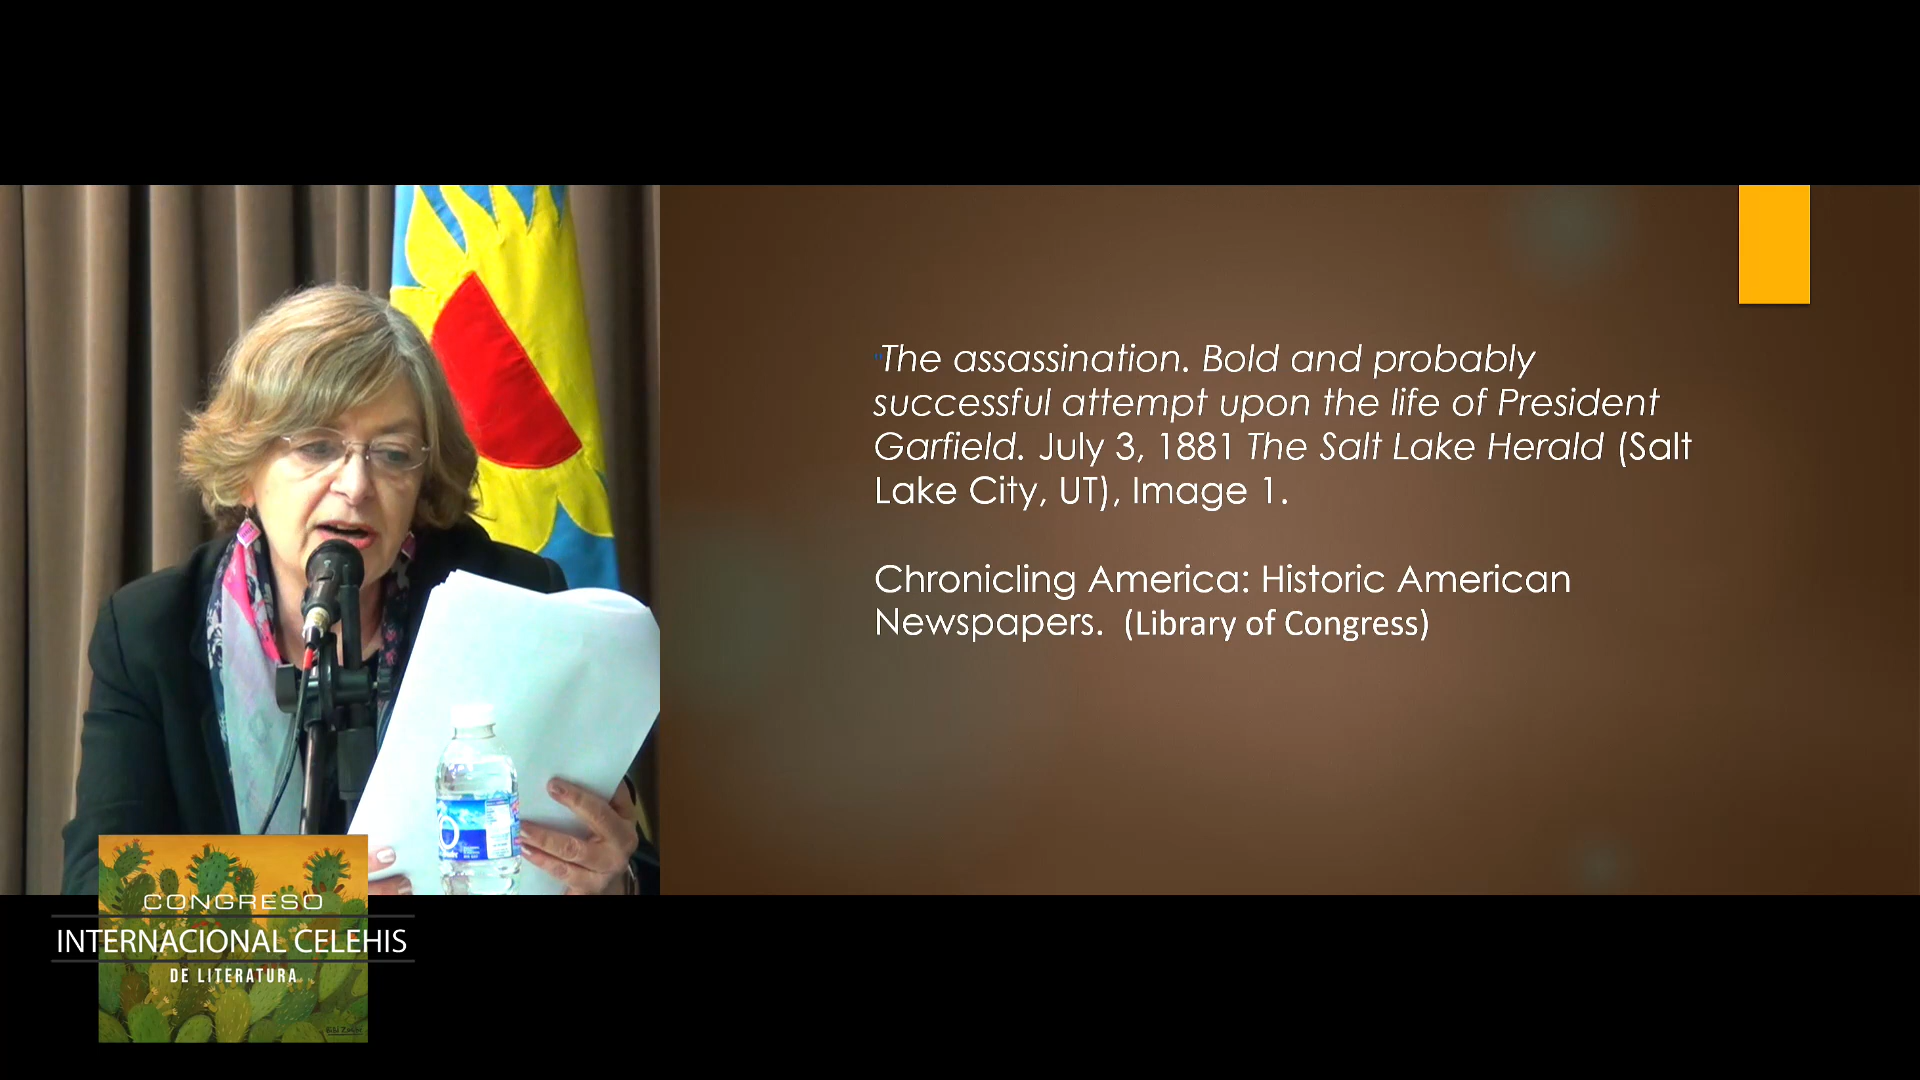 "The assassination. Bold and probably
successful attempt upon the life of President
Garfield. July 3, 1881 The Salt Lake Herald (Salt
Lake City, UT), Image 1.
Chronicling America: Historic American
Newspapers. (Library of Congress)
CONGRESO
INTERNACIONAL CELEHIS
DE LITERATURA